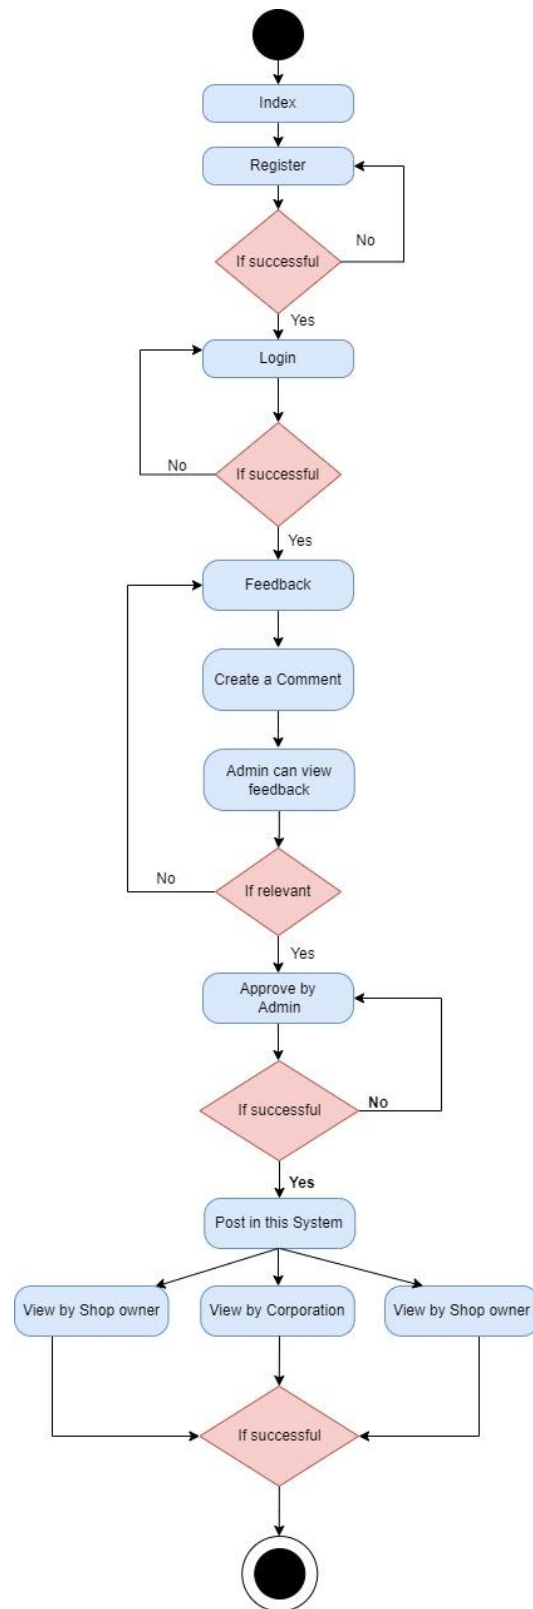 Index
Register
No
If successful
Yes
Login
No
If successful
Yes
Feedback
Create a Comment
Admin can view
feedback
No
If relevant
Yes
Approve by
Admin
If successful
No
Yes
Post in this System
View by Shop owner
View by Corporation
View by Shop owner
If successful